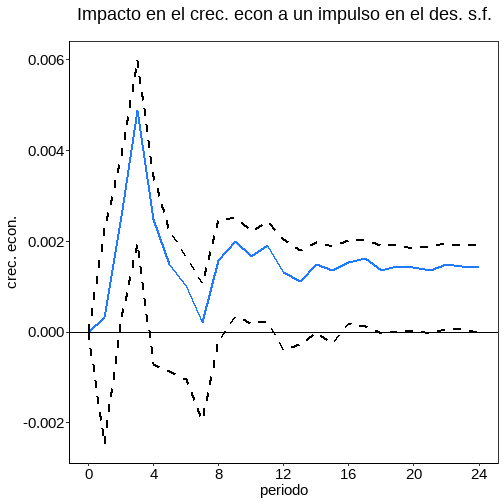 Impacto en el crec. econ a un impulso en el des. s.f.
crec. econ.
0.006
0.004
0.002
0.000
-0.002
0 4 8 12 16 20 24
periodo